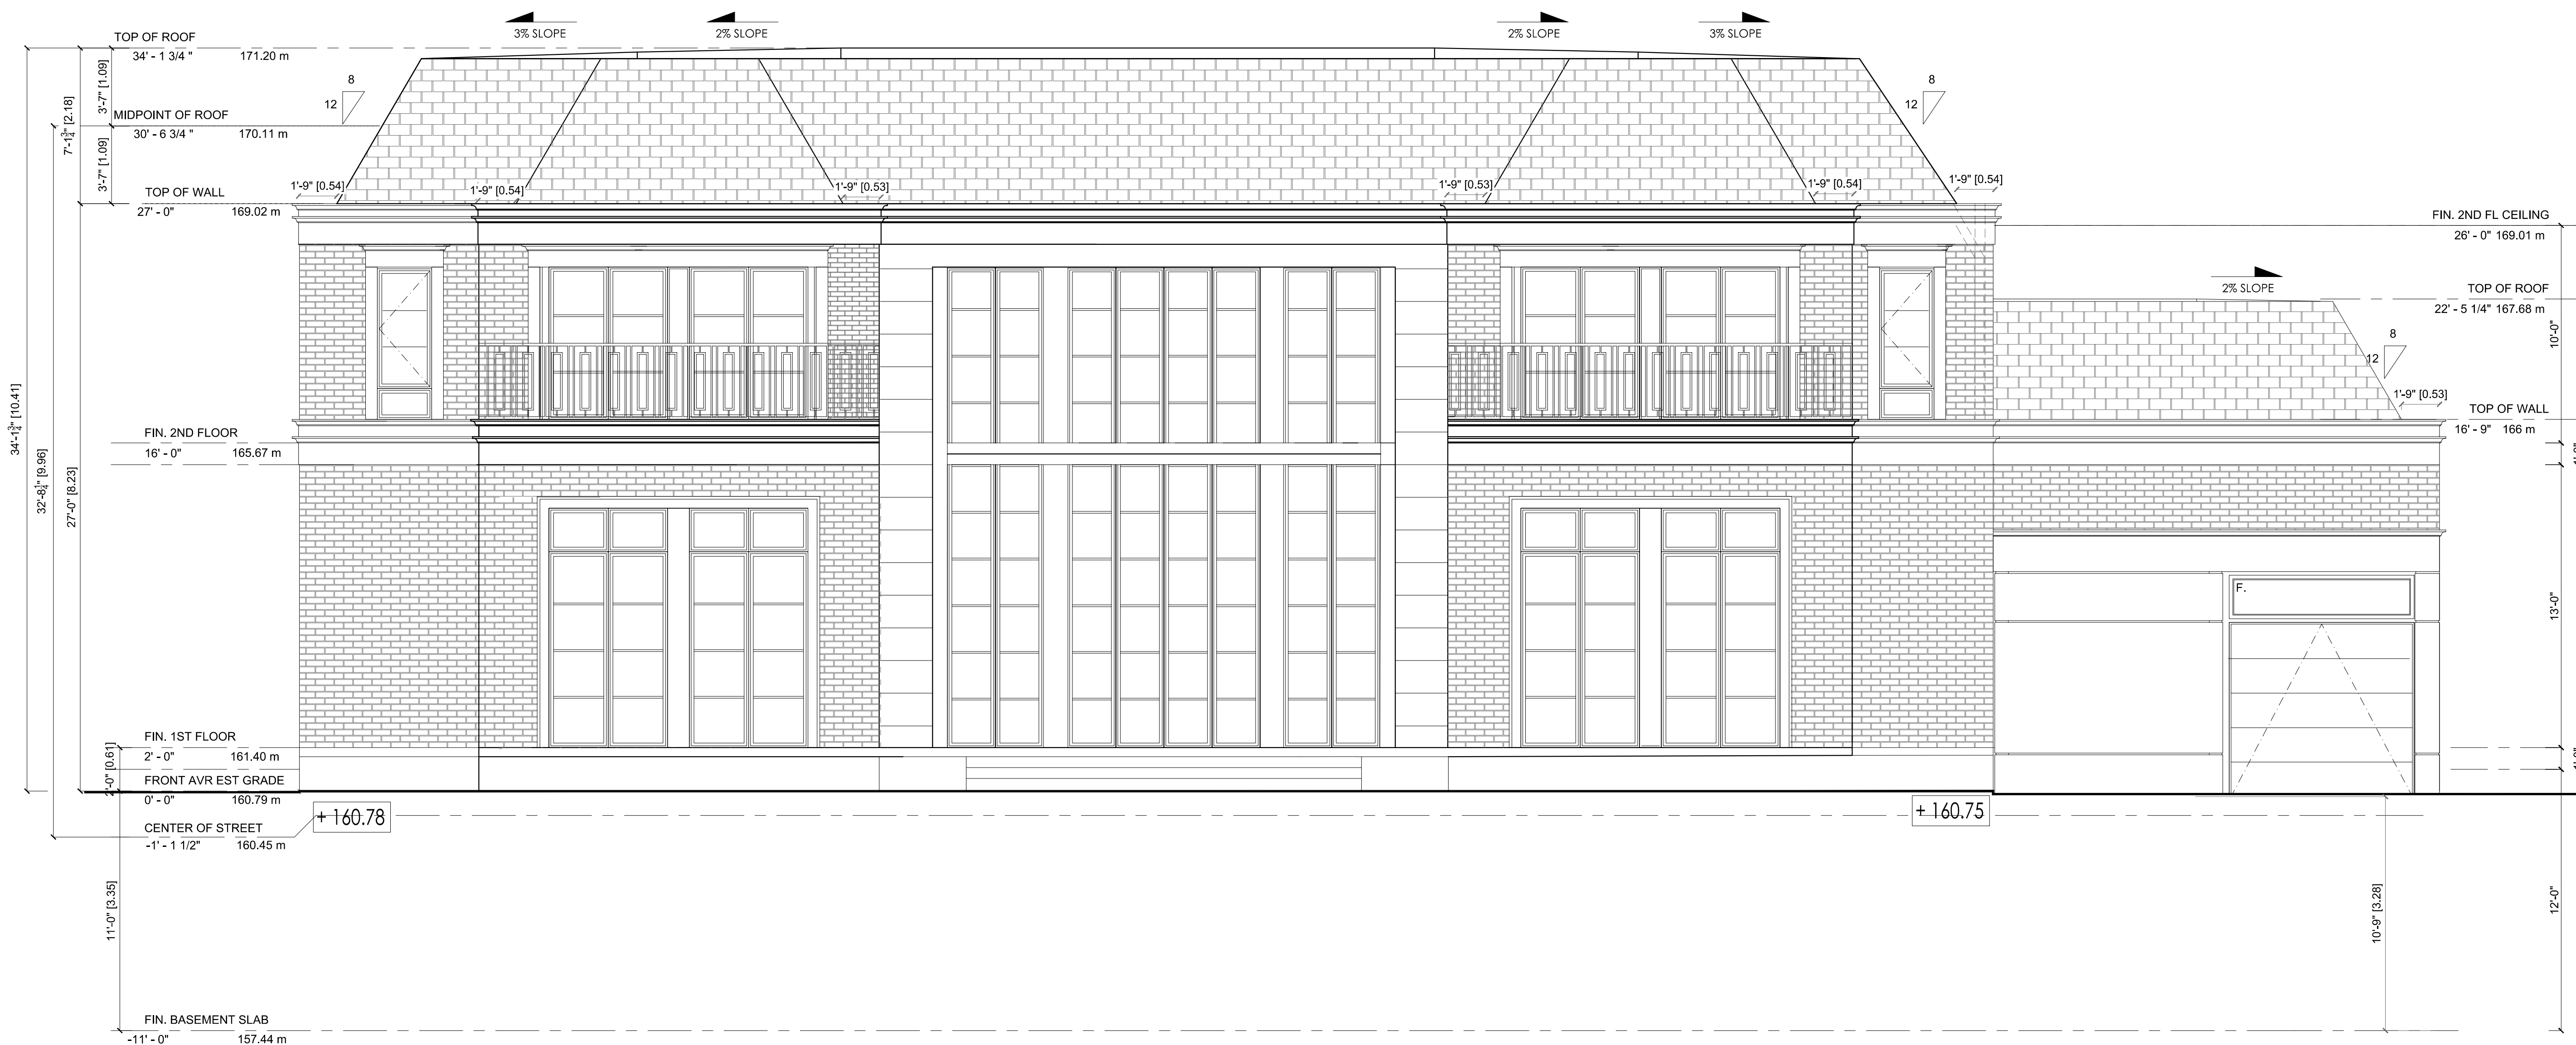 3% SLOPE
2% SLOPE
2% SLOPE
3% SLOPE
TOP OF ROOF
34' - 1 3/4 "
171.20 m
3'-7" [1.09]
7'-1 3/4" [2.18]
8
12
8
12
MIDPOINT OF ROOF
30' - 6 3/4 "
170.11 m
3'-7" [1.09]
TOP OF WALL
27' - 0"
169.02 m
1'-9" [0.54]
1'-9" [0.54]
1'-9" [0.53]
1'-9" [0.53]
1'-9" [0.54]
1'-9" [0.54]
FIN. 2ND FL CEILING
26' - 0" 169.01 m
2% SLOPE
TOP OF ROOF
22' - 5 1/4" 167.68 m
10'-0"
8
12
1'-9" [0.53]
TOP OF WALL
16' - 9" 166 m
34'-1 3/4" [10.41]
32'-8 1/4" [9.96]
27'-0" [8.23]
FIN. 2ND FLOOR
16' - 0"
165.67 m
F.
13'-0"
FIN. 1ST FLOOR
2' - 0"
161.40 m
2'-0" [0.61]
FRONT AVR EST GRADE
0' - 0"
160.79 m
+ 160.78
+ 160.75
CENTER OF STREET
-1' - 1 1/2"
160.45 m
11'-0" [3.35]
10'-9" [3.28]
12'-0"
FIN. BASEMENT SLAB
-11' - 0"
157.44 m